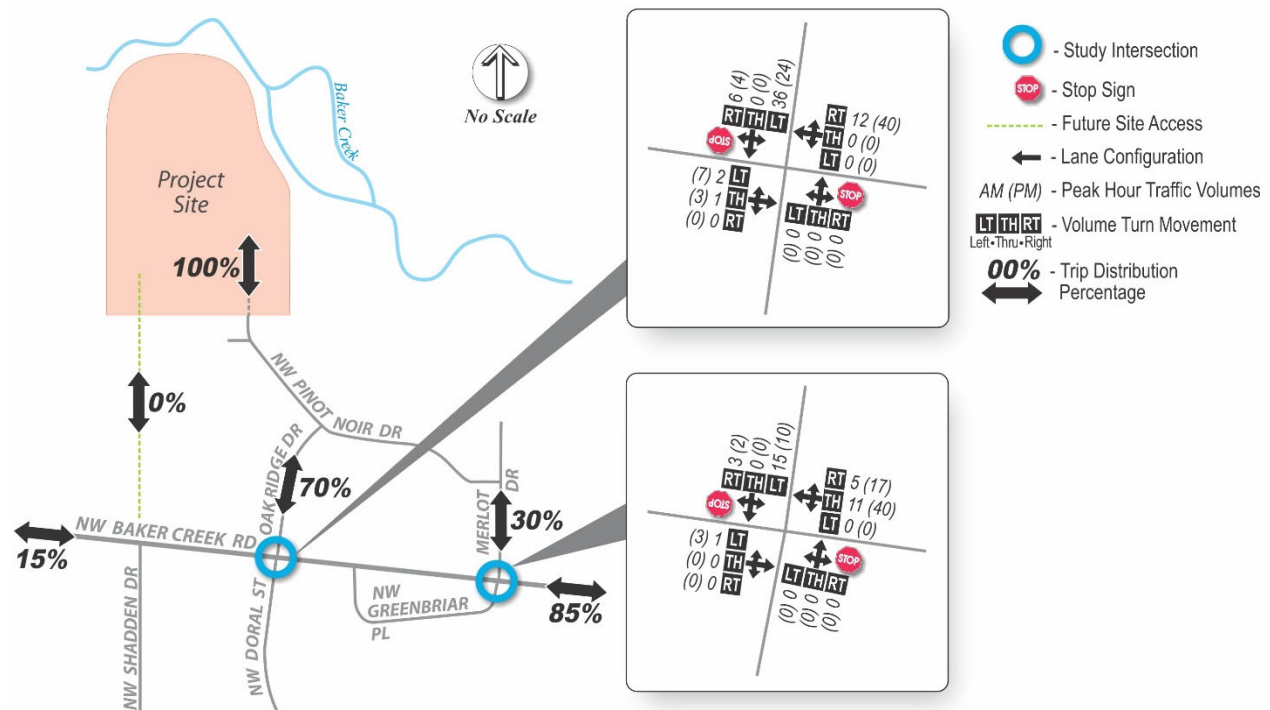 Baker Creek
No Scale
Project
Site
100%
0%
NW PINOT
NOIR DR
OAK RIDGE DR
70%
MERLOT
DR
30%
NW BAKER CREEK RD
15%
85%
NW SHADDEN DR
NW DORAL ST
NW
GREENBRIAR
PL
6 (4)
0 (0)
36 (24)
RT TH LT
STOP
RT 12 (40)
TH 0 (0)
LT 0 (0)
(7) 2 LT
(3) 1 TH
(0) 0 RT
STOP
LT TH RT
(0) 0
(0) 0
(0) 0
3 (2)
0 (0)
15 (10)
RT TH LT
STOP
RT 5 (17)
TH 11 (40)
LT 0 (0)
(3) 1 LT
(0) 0 TH
(0) 0 RT
STOP
LT TH RT
(0) 0
(0) 0
(0) 0
- Study Intersection
STOP - Stop Sign
- Future Site Access
- Lane Configuration
AM (PM) - Peak Hour Traffic Volumes
LT TH RT - Volume Turn Movement
Left•Thru•Right
00% - Trip Distribution
Percentage